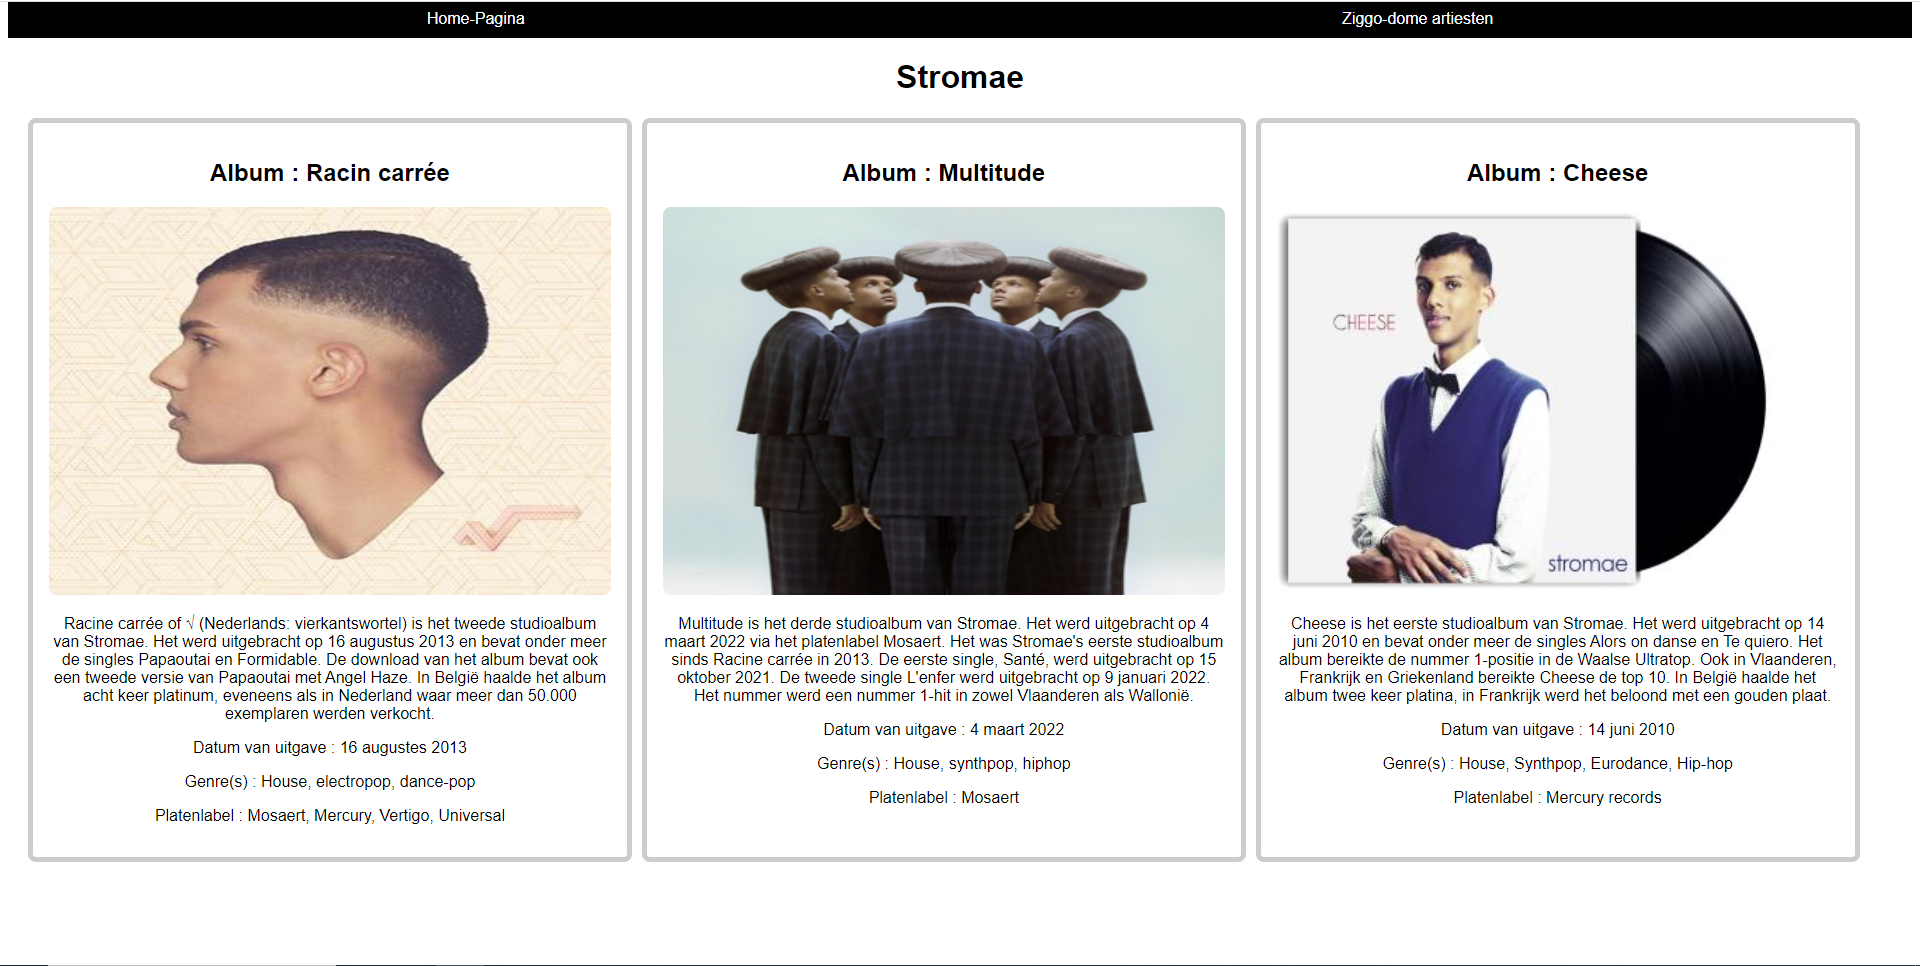 Home-Pagina
Ziggo-dome artiesten
Stromae
Album : Racin carrée
Racine carrée of √ (Nederlands: vierkantswortel) is het tweede studioalbum
van Stromae. Het werd uitgebracht op 16 augustus 2013 en bevat onder meer
de singles Papaoutai en Formidable. De download van het album bevat ook
een tweede versie van Papaoutai met Angel Haze. In België haalde het album
acht keer platinum, eveneens als in Nederland waar meer dan 50.000
exemplaren werden verkocht.
Datum van uitgave : 16 augustes 2013
Genre(s) : House, electropop, dance-pop
Platenlabel : Mosaert, Mercury, Vertigo, Universal
Album : Multitude
Multitude is het derde studioalbum van Stromae. Het werd uitgebracht op 4
maart 2022 via het platenlabel Mosaert. Het was Stromae's eerste studioalbum
sinds Racine carrée in 2013. De eerste single, Santé, werd uitgebracht op 15
oktober 2021. De tweede single L'enfer werd uitgebracht op 9 januari 2022.
Het nummer werd een nummer 1-hit in zowel Vlaanderen als Wallonië.
Datum van uitgave : 4 maart 2022
Genre(s) : House, synthpop, hiphop
Platenlabel : Mosaert
Album : Cheese
CHEESE
stromae
Cheese is het eerste studioalbum van Stromae. Het werd uitgebracht op 14
juni 2010 en bevat onder meer de singles Alors on danse en Te quiero. Het
album bereikte de nummer 1-positie in de Waalse Ultratop. Ook in Vlaanderen,
Frankrijk en Griekenland bereikte Cheese de top 10. In België haalde het
album twee keer platina, in Frankrijk werd het beloond met een gouden plaat.
Datum van uitgave : 14 juni 2010
Genre(s) : House, Synthpop, Eurodance, Hip-hop
Platenlabel : Mercury records